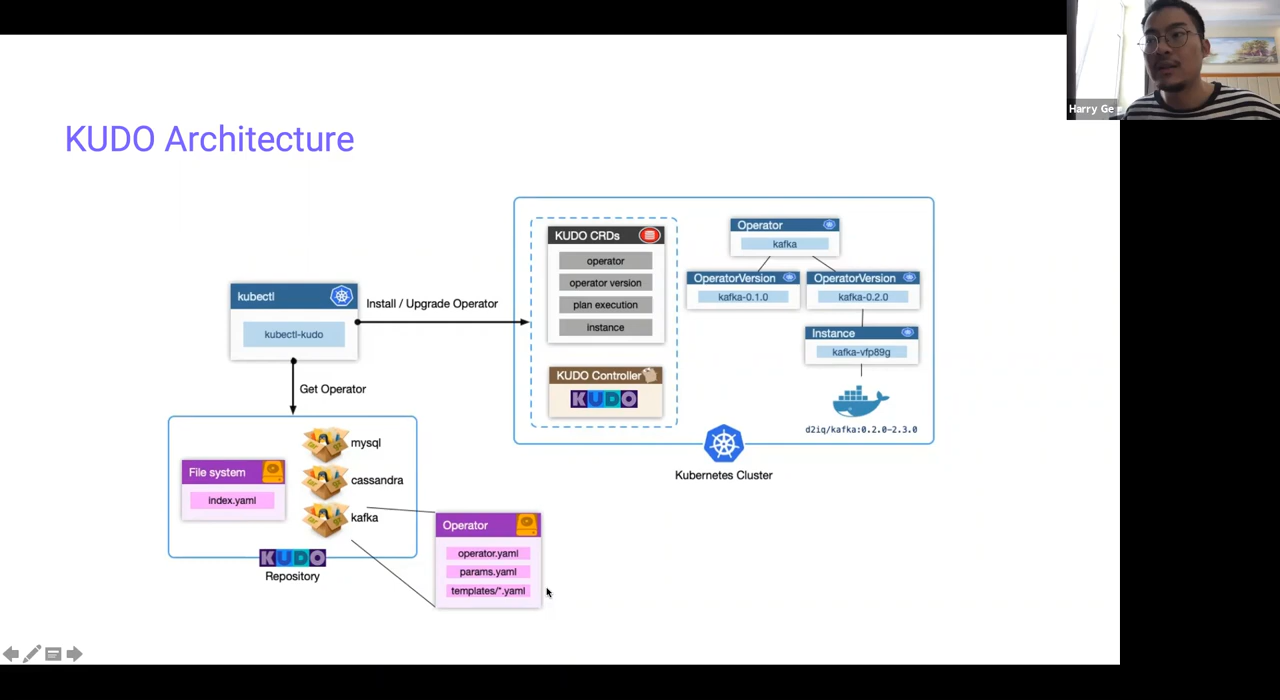 Harry Ge
KUDO Architecture
kubectl
kubectl-kudo
Install / Upgrade Operator
Get Operator
KUDO CRDs
operator
operator version
plan execution
instance
KUDO Controller
KUDO
Operator
kafka
OperatorVersion
kafka-0.1.0
OperatorVersion
kafka-0.2.0
Instance
kafka-vfp89g
d2iq/kafka:0.2.0-2.3.0
Kubernetes Cluster
File system
index.yaml
mysql
cassandra
kafka
KUDO
Repository
Operator
operator.yaml
params.yaml
templates/*.yaml